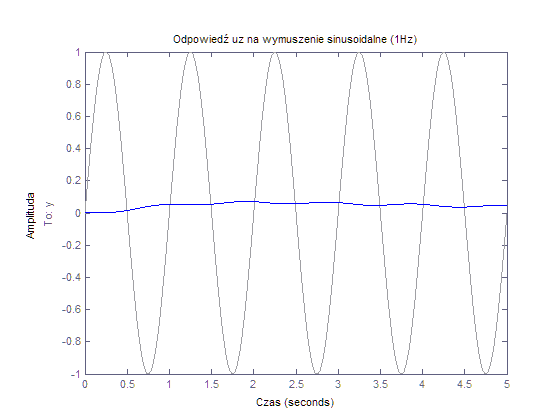 Odpowiedź uz na wymuszenie sinusoidalne (1Hz)
1
0.8
0.6
0.4
0.2
0
-0.2
-0.4
-0.6
-0.8
-1
Amplituda
To: y
0 0.5 1 1.5 2 2.5 3 3.5 4 4.5 5
Czas (seconds)